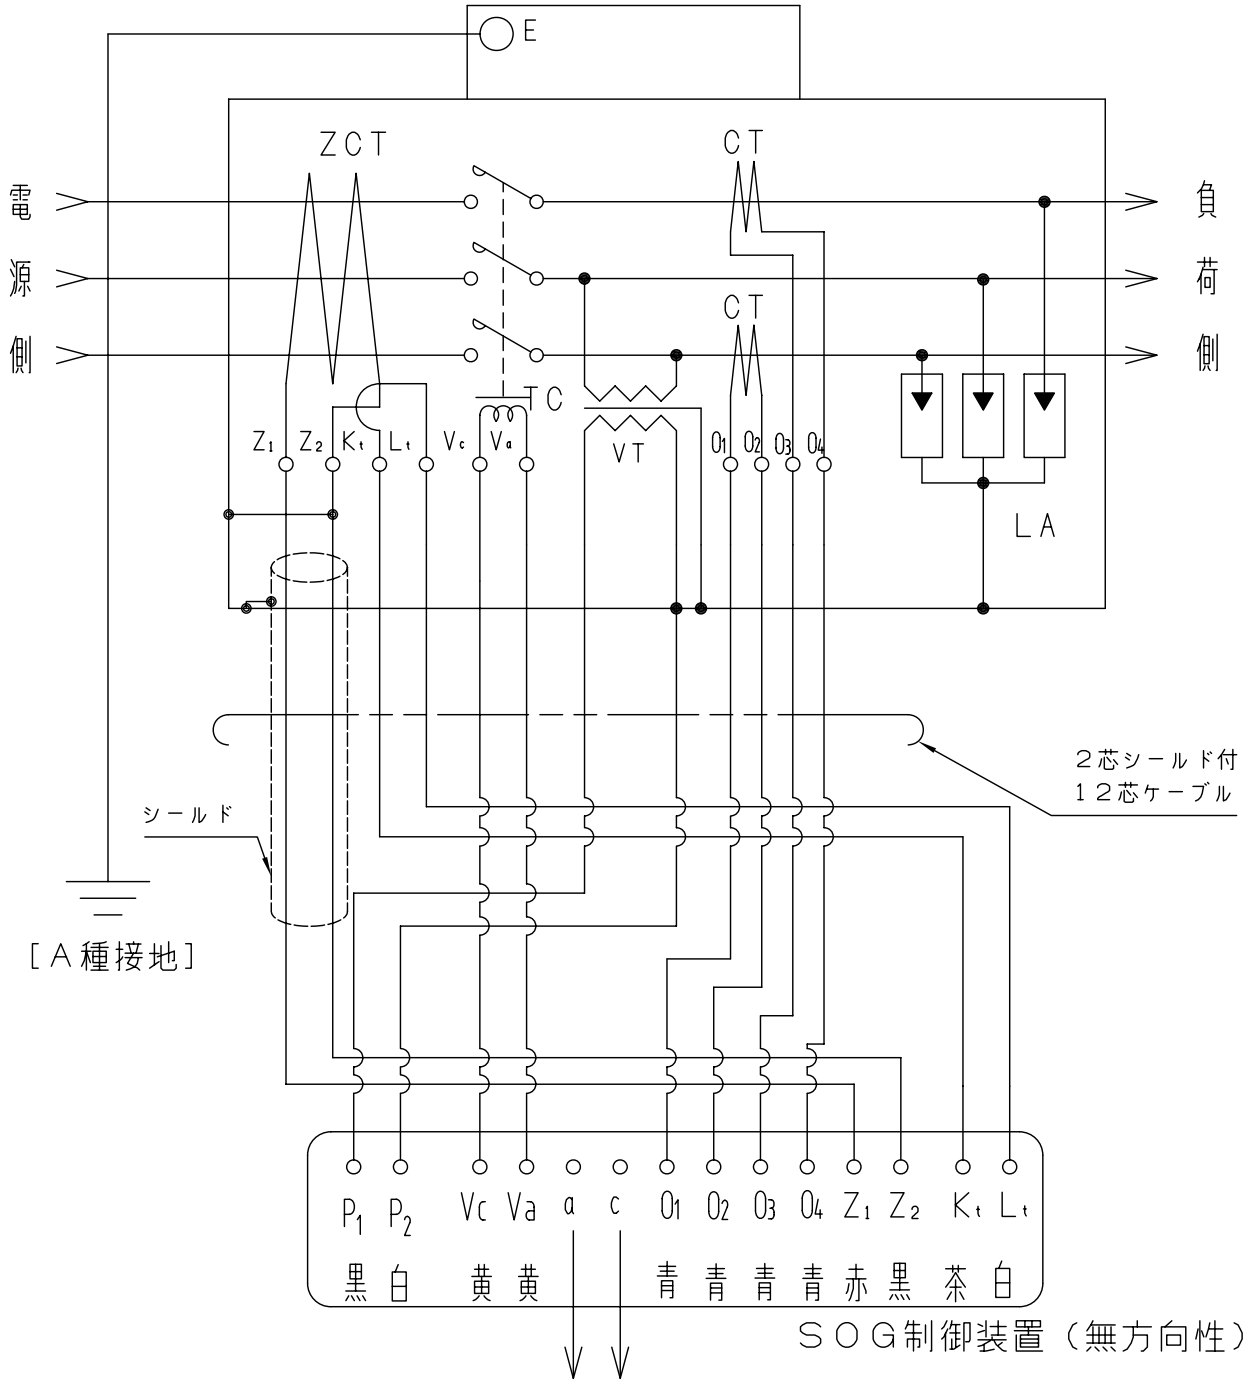 E
ZCT
CT
電源側
負荷側
CT
TC
Z1 Z2 Kt Lt Vc Va
VT
O1 O2 O3 O4
LA
2芯シールド付
12芯ケーブル
シールド
[A種接地]
P1 P2 Vc Va a c O1 O2 O3 O4 Z1 Z2 Kt Lt
黒 白 黄 黄 青 青 青 青 赤 黒 茶 白
SOG制御装置(無方向性)